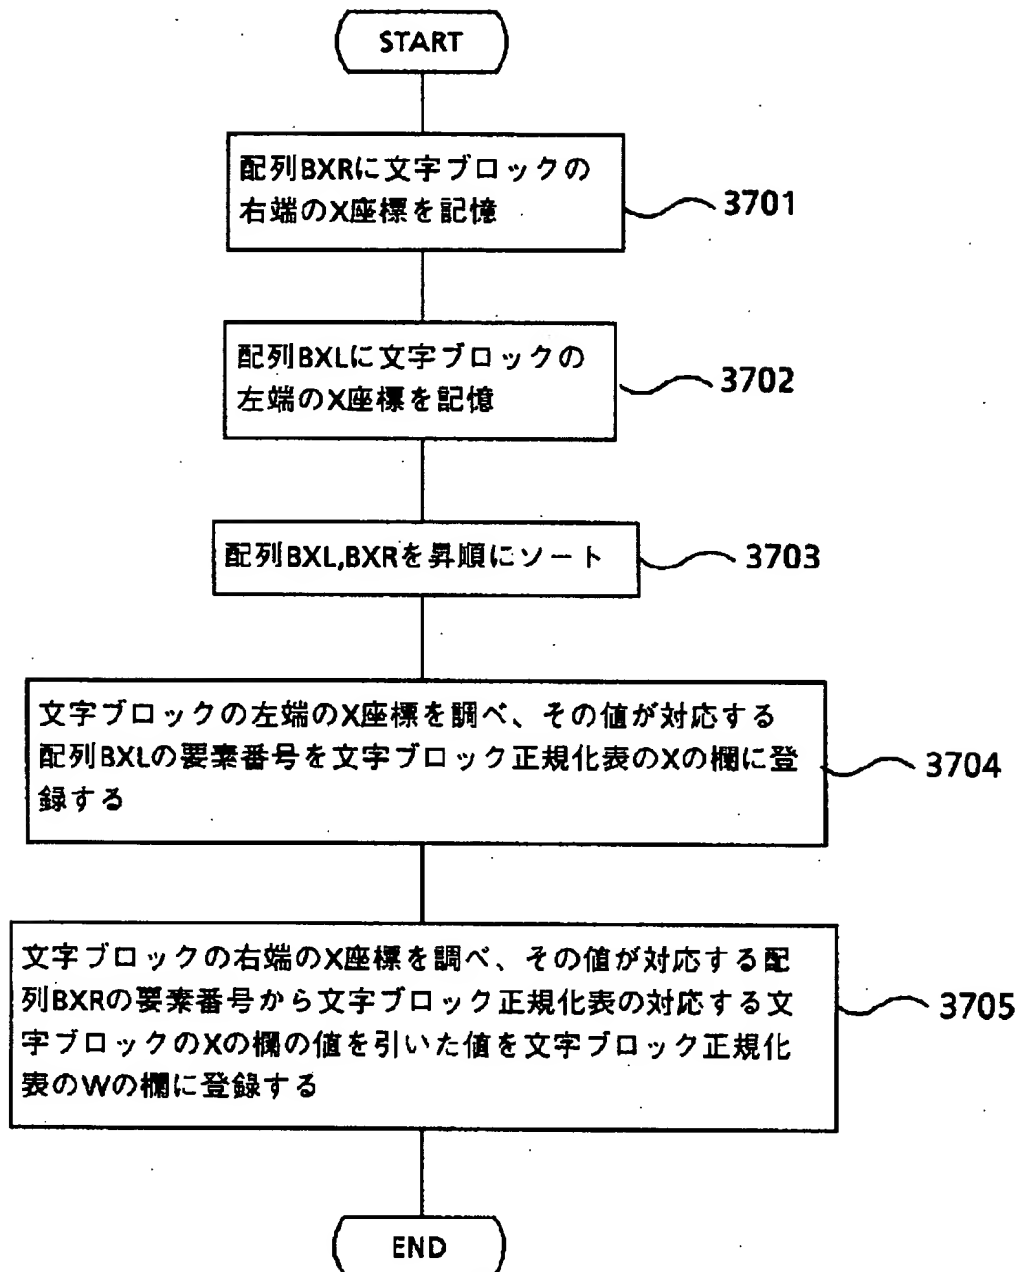 START
配列BXRに文字ブロックの
右端のX座標を記憶
3701
配列BXLに文字ブロックの
左端のX座標を記憶
3702
配列BXL,BXRを昇順にソート
3703
文字ブロックの左端のX座標を調べ、その値が対応する
配列BXLの要素番号を文字ブロック正規化表のXの欄に登
録する
3704
文字ブロックの右端のX座標を調べ、その値が対応する配
列BXRの要素番号から文字ブロック正規化表の対応する文
字ブロックのXの欄の値を引いた値を文字ブロック正規化
表のWの欄に登録する
3705
END